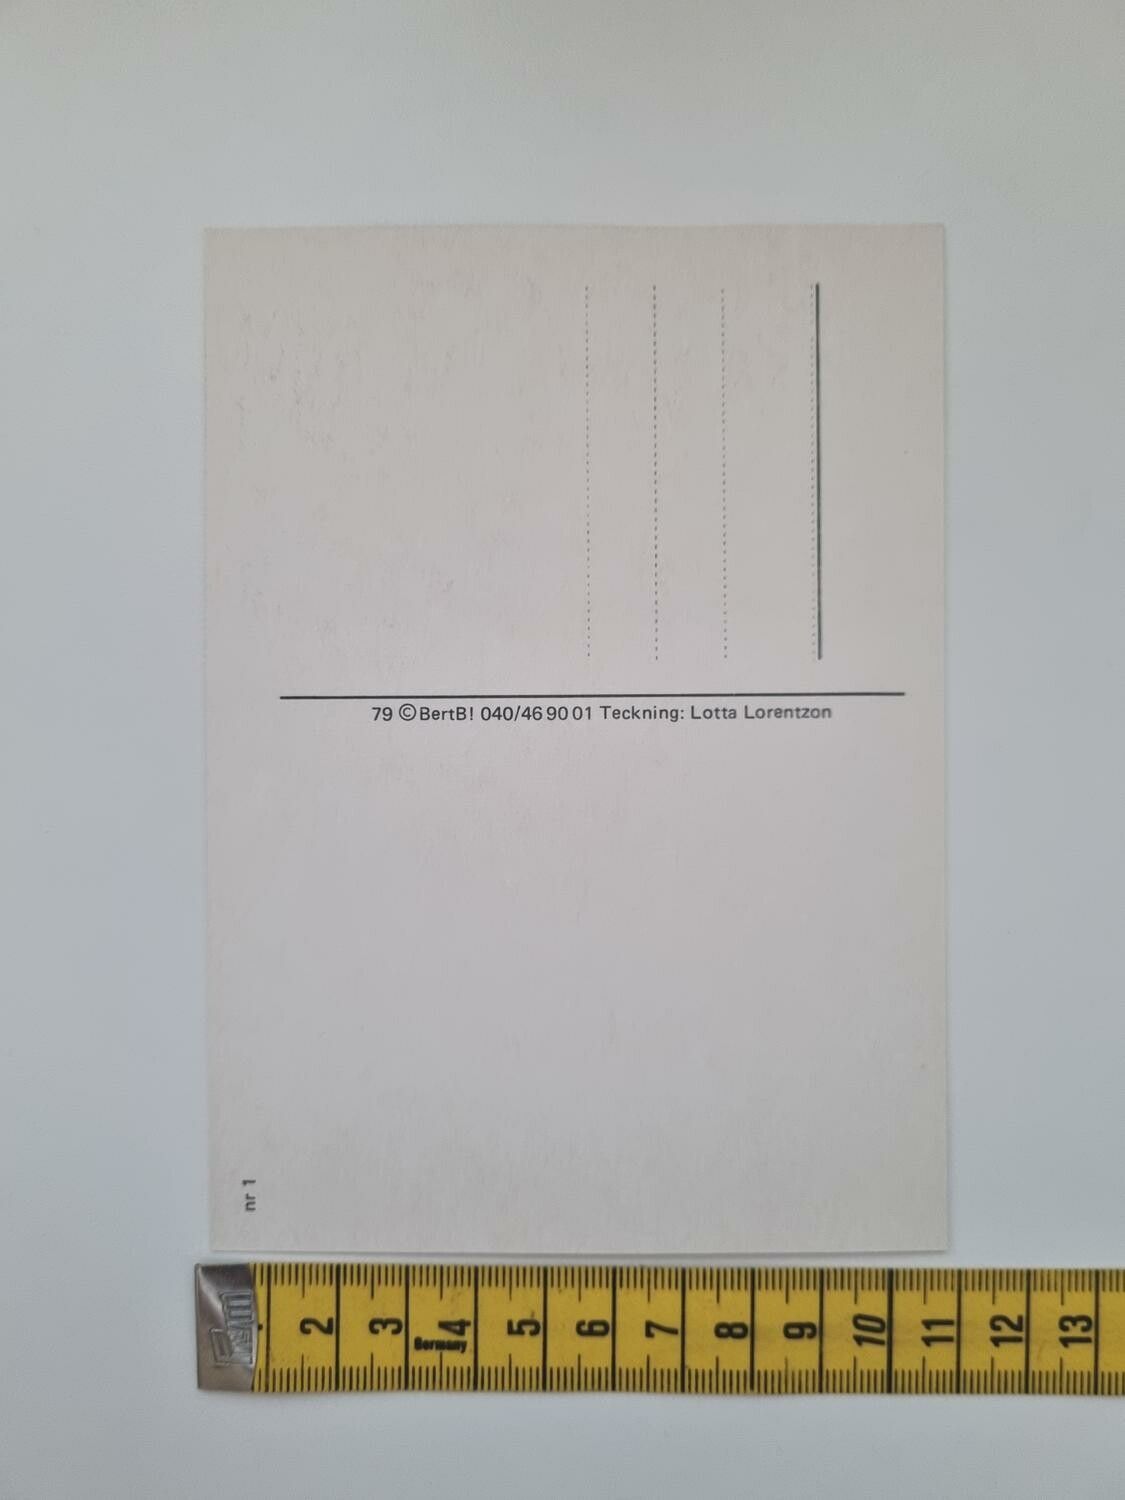 79 ©BertB! 040/46 90 01 Teckning: Lotta Lorentzon
nr 1
2 3 4 5 6 7 8 9 10 11 12 13
Germany